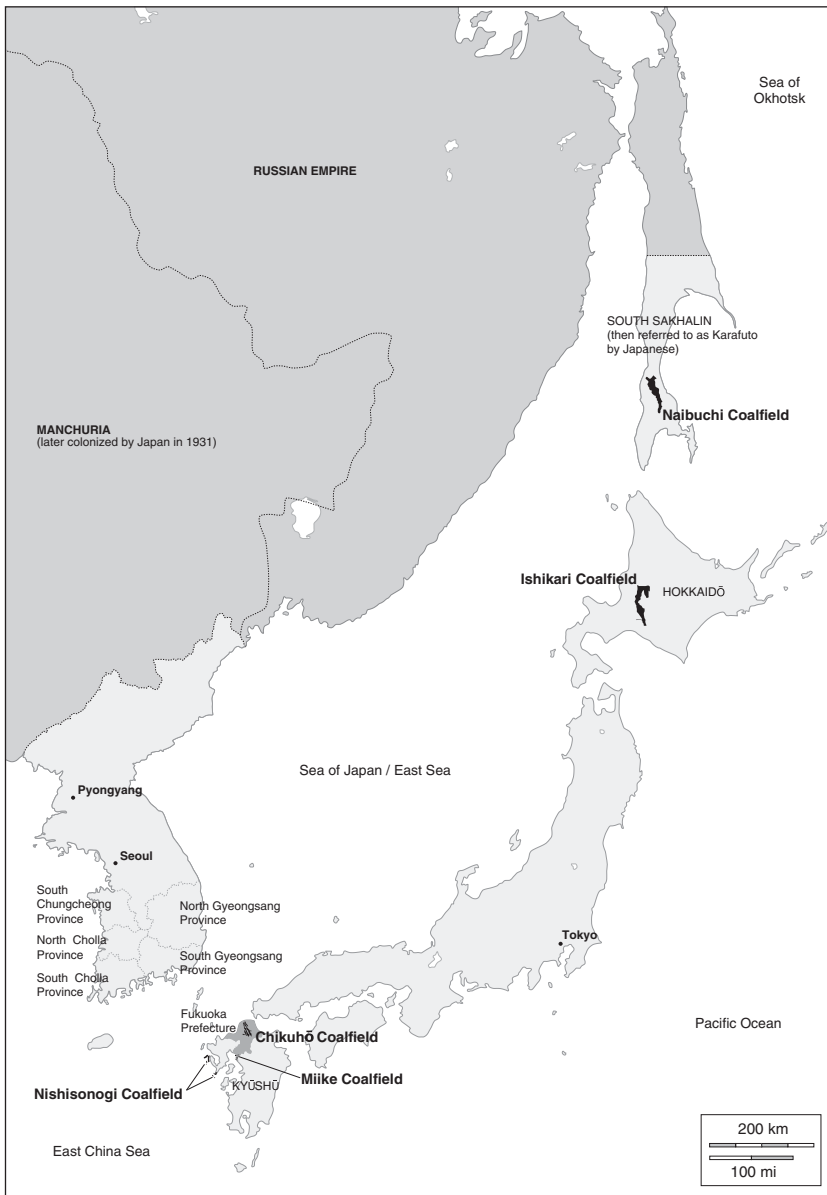 Sea of
Okhotsk
RUSSIAN EMPIRE
SOUTH SAKHALIN
(then referred to as Karafuto
by Japanese)
Naibuchi Coalfield
MANCHURIA
(later colonized by Japan in 1931)
Ishikari Coalfield
HOKKAIDŌ
Sea of Japan / East Sea
Pyongyang
Seoul
South
Chungcheong
Province
North Gyeongsang
Province
North Cholla
Province
South Gyeongsang
Province
South Cholla
Province
Tokyo
Fukuoka
Prefecture
Chikuhō Coalfield
Pacific Ocean
Miike Coalfield
KYŪSHŪ
Nishisonogi Coalfield
East China Sea
200 km
100 mi